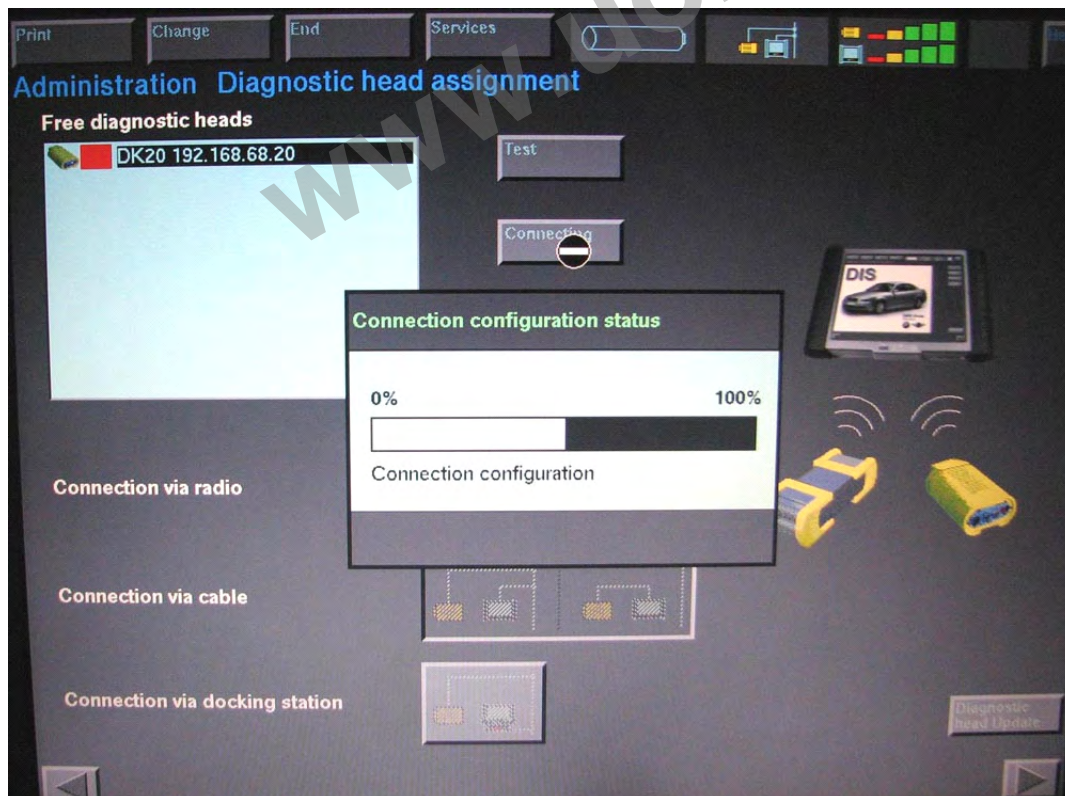 Print
Change
End
Services
He
Administration Diagnostic head assignment
Free diagnostic heads
DK20 192.168.68.20
Test
Connecting
DIS
Connection configuration status
0%
100%
Connection configuration
Connection via radio
Connection via cable
Connection via docking station
Diagnostic
head Update